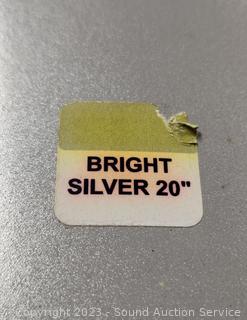 BRIGHT
SILVER 20"
Copyright 2023 - Sound Auction Service